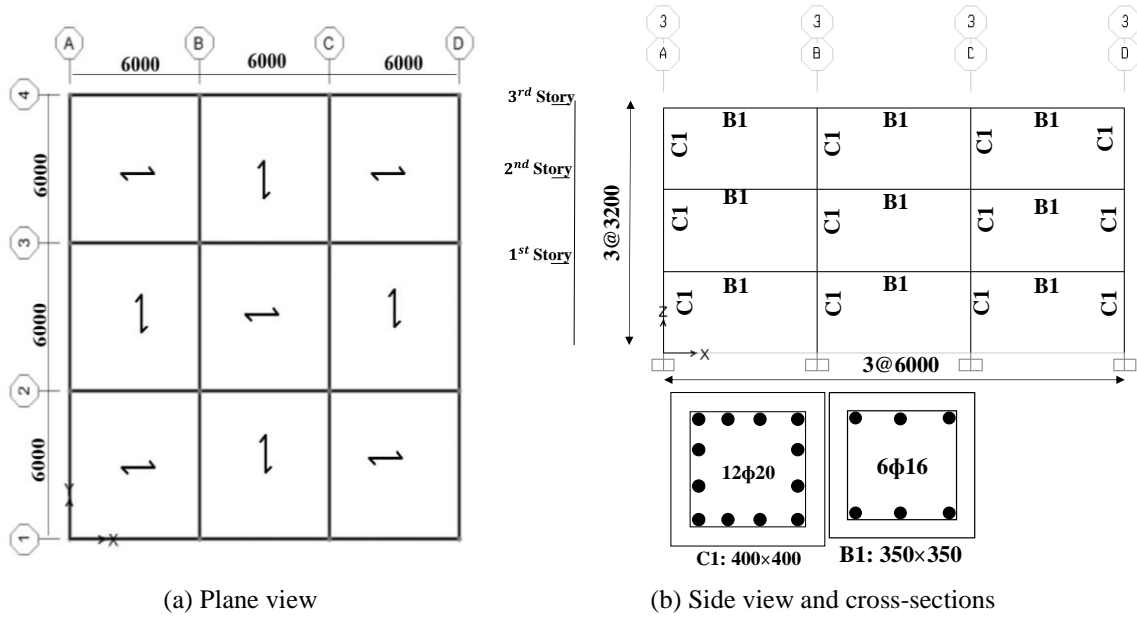 A B C D
6000 6000 6000
4
6000
3
6000
2
6000
1
Y
X
(a) Plane view
3 3 3 3
A B C D
3rd Story
2nd Story
1st Story
3@3200
B1 B1 B1
C1 C1 C1 C1
B1 B1 B1
C1 C1 C1 C1
B1 B1 B1
C1 C1 C1 C1
Z
X
3@6000
12ϕ20
6ϕ16
C1: 400×400
B1: 350×350
(b) Side view and cross-sections